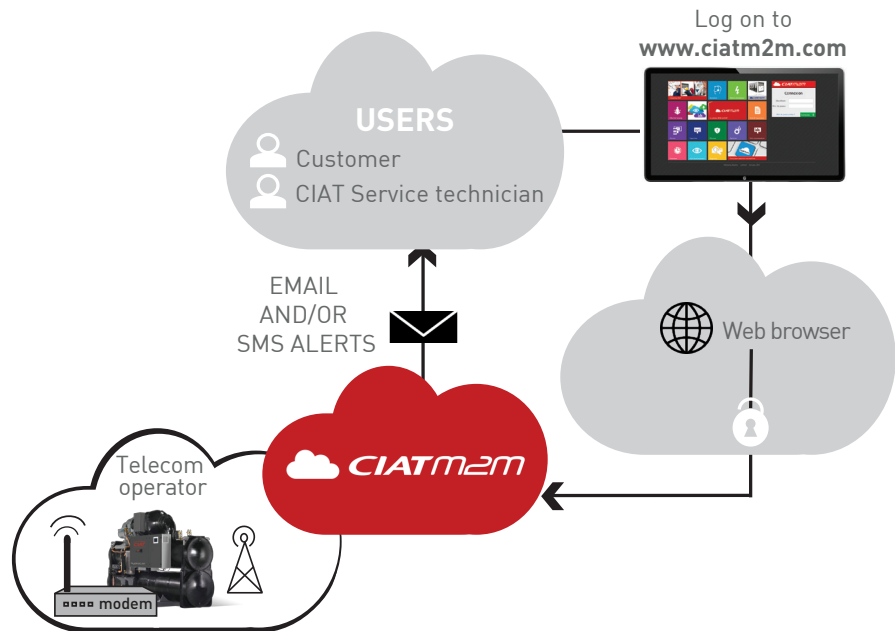 Log on to
www.ciatm2m.com
USERS
Customer
CIAT Service technician
EMAIL
AND/OR
SMS ALERTS
Web browser
CIATM2M
Telecom
operator
modem